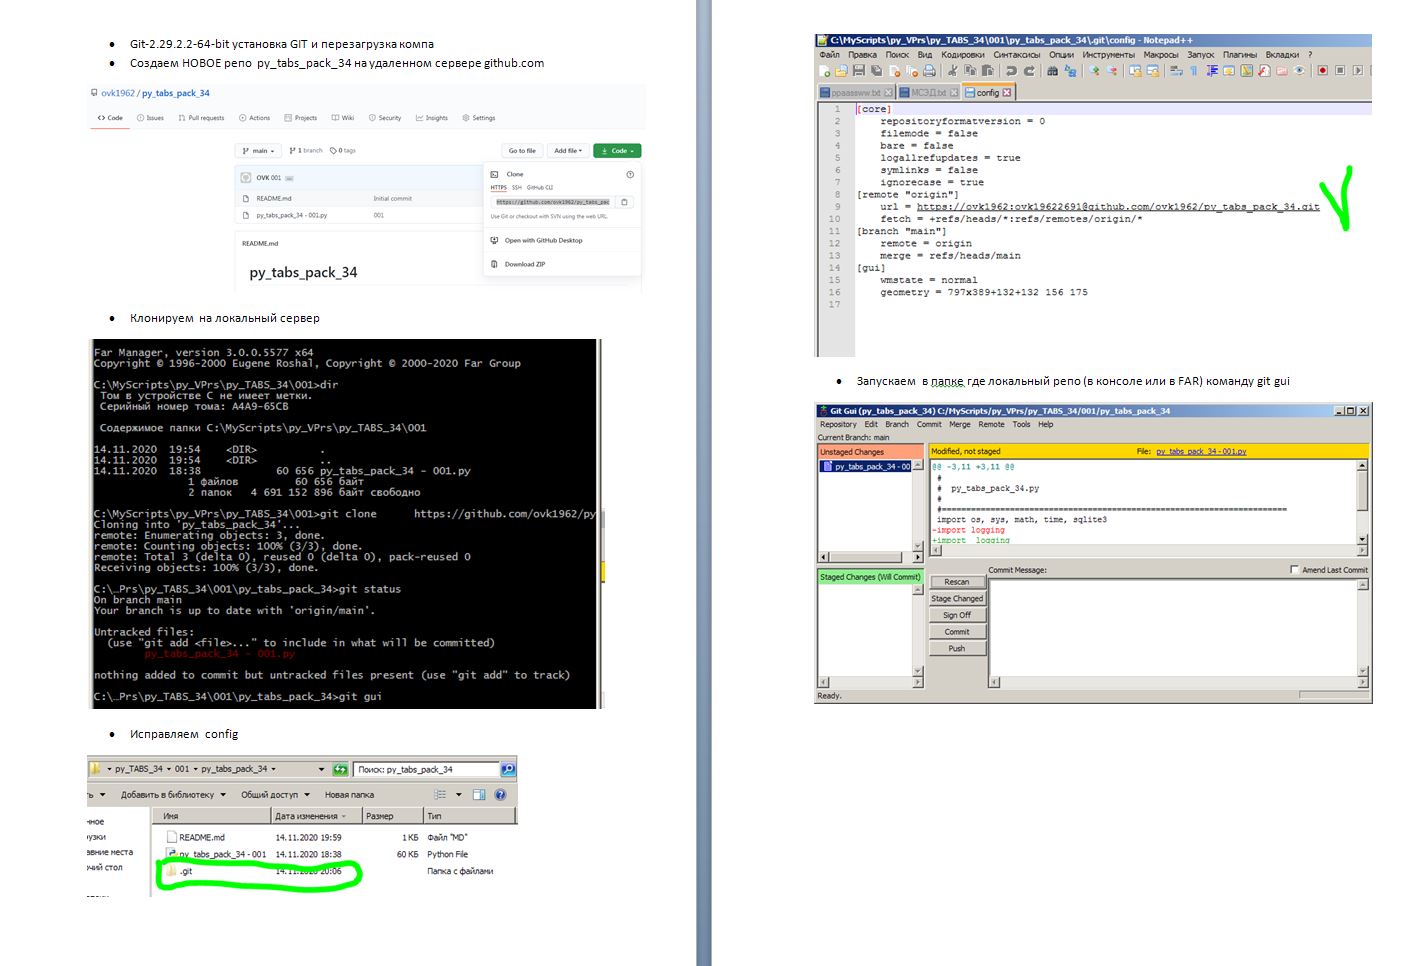 Git-2.29.2.2-64-bit установка GIT и перезагрузка компа
Создаем НОВОЕ репо py_tabs_pack_34 на удаленном сервере github.com
ovk1962 / py_tabs_pack_34
Code Issues Pull requests Actions Projects Wiki Security Insights Settings
main 1 branch 0 tags Go to file Add file Code
OVK 001
README.md Initial commit
py_tabs_pack_34 - 001.py 001
README.md
py_tabs_pack_34
Clone
HTTPS SSH GitHub CLI
https://github.com/ovk1962/py_tabs_pac
Use Git or checkout with SVN using the web URL.
Open with GitHub Desktop
Download ZIP
Клонируем на локальный сервер
Far Manager, version 3.0.0.5577 x64
Copyright © 1996-2000 Eugene Roshal, Copyright © 2000-2020 Far Group
C:\MyScripts\py_VPrs\py_TABS_34\001>dir
Том в устройстве C не имеет метки.
Серийный номер тома: A4A9-65CB
Содержимое папки C:\MyScripts\py_VPrs\py_TABS_34\001
14.11.2020 19:54 <DIR> .
14.11.2020 19:54 <DIR> ..
14.11.2020 18:38 60 656 py_tabs_pack_34 - 001.py
1 файлов 60 656 байт
2 папок 4 691 152 896 байт свободно
C:\MyScripts\py_VPrs\py_TABS_34\001>git clone https://github.com/ovk1962/py
Cloning into 'py_tabs_pack_34'...
remote: Enumerating objects: 3, done.
remote: Counting objects: 100% (3/3), done.
remote: Total 3 (delta 0), reused 0 (delta 0), pack-reused 0
Receiving objects: 100% (3/3), done.
C:\…Prs\py_TABS_34\001\py_tabs_pack_34>git status
On branch main
Your branch is up to date with 'origin/main'.
Untracked files:
(use "git add <file>..." to include in what will be committed)
py_tabs_pack_34 - 001.py
nothing added to commit but untracked files present (use "git add" to track)
C:\…Prs\py_TABS_34\001\py_tabs_pack_34>git gui
Исправляем config
py_TABS_34 001 py_tabs_pack_34 Поиск: py_tabs_pack_34
Добавить в библиотеку Общий доступ Новая папка
Имя Дата изменения Размер Тип
README.md 14.11.2020 19:59 1 КБ Файл "MD"
py_tabs_pack_34 - 001 14.11.2020 18:38 60 КБ Python File
.git 14.11.2020 20:06 Папка с файлами
C:\MyScripts\py_VPrs\py_TABS_34\001\py_tabs_pack_34\.git\config - Notepad++
Файл Правка Поиск Вид Кодировки Синтаксисы Опции Инструменты Макросы Запуск Плагины Вкладки ?
ppaassww.txt МСЭД.txt config
1 [core]
2 repositoryformatversion = 0
3 filemode = false
4 bare = false
5 logallrefupdates = true
6 symlinks = false
7 ignorecase = true
8 [remote "origin"]
9 url = https://ovk1962:ovk19622691@github.com/ovk1962/py_tabs_pack_34.git
10 fetch = +refs/heads/*:refs/remotes/origin/*
11 [branch "main"]
12 remote = origin
13 merge = refs/heads/main
14 [gui]
15 wmstate = normal
16 geometry = 797x389+132+132 156 175
17
Запускаем в папке где локальный репо (в консоле или в FAR) команду git gui
Git Gui (py_tabs_pack_34) C:/MyScripts/py_VPrs/py_TABS_34/001/py_tabs_pack_34
Repository Edit Branch Commit Merge Remote Tools Help
Current Branch: main
Unstaged Changes
py_tabs_pack_34 - 00
Modified, not staged File: py_tabs_pack_34 - 001.py
@@ -3,11 +3,11 @@
#
# py_tabs_pack_34.py
#
#=====================================================
import os, sys, math, time, sqlite3
-import logging
+import logging
Staged Changes (Will Commit)
Commit Message: Amend Last Commit
Rescan
Stage Changed
Sign Off
Commit
Push
Ready.